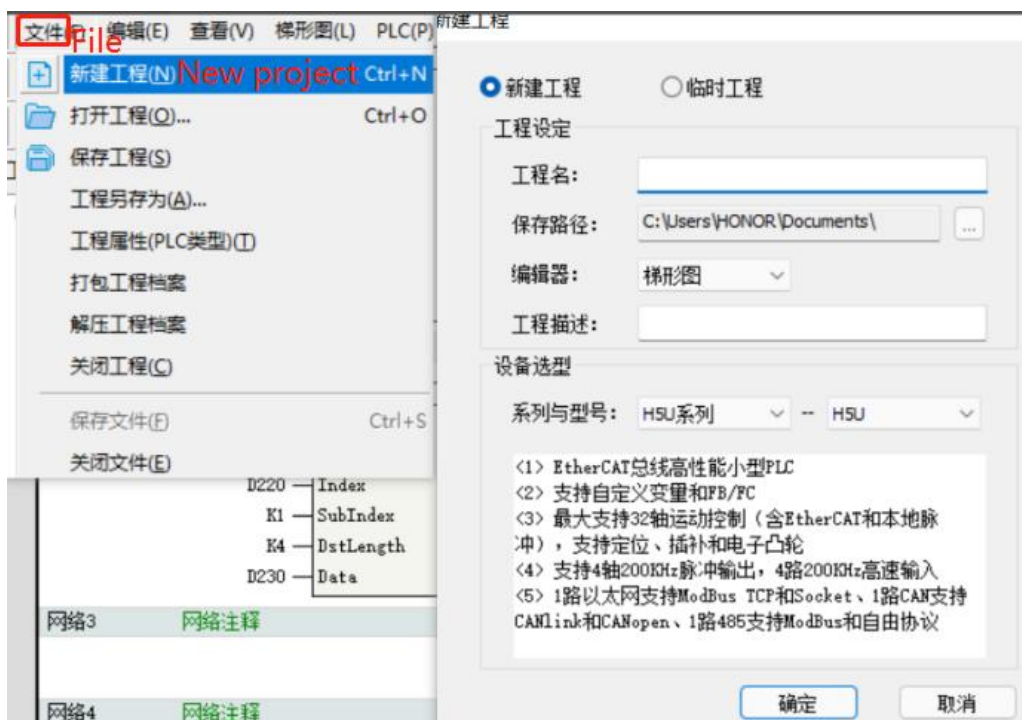 文件 编辑(E) 查看(V) 梯形图(L) PLC(P)
File
新建工程(N) New project Ctrl+N
打开工程(O)... Ctrl+O
保存工程(S)
工程另存为(A)...
工程属性(PLC类型)(T)
打包工程档案
解压工程档案
关闭工程(C)
保存文件(F) Ctrl+S
关闭文件(E)
D220 Index
K1 SubIndex
K4 DstLength
D230 Data
网络3 网络注释
网络4 网络注释
新建工程
新建工程 临时工程
工程设定
工程名:
保存路径: C:\Users\HONOR\Documents\ ...
编辑器: 梯形图
工程描述:
设备选型
系列与型号: H5U系列 -- H5U
<1> EtherCAT总线高性能小型PLC
<2> 支持自定义变量和FB/FC
<3> 最大支持32轴运动控制（含EtherCAT和本地脉
冲），支持定位、插补和电子凸轮
<4> 支持4轴200KHz脉冲输出，4路200KHz高速输入
<5> 1路以太网支持ModBus TCP和Socket、1路CAN支持
CANlink和CANopen、1路485支持ModBus和自由协议
确定 取消